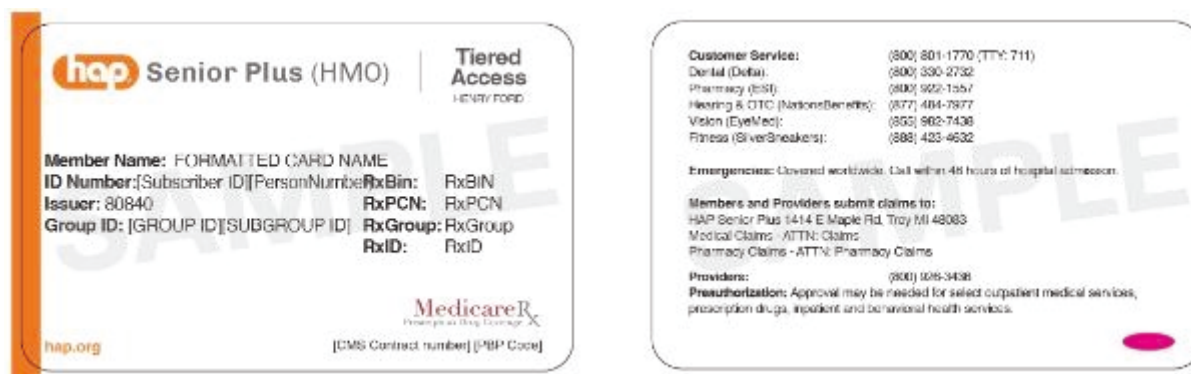 hap Senior Plus (HMO)
Tiered
Access
HENRY FORD
Member Name: FORMATTED CARD NAME
ID Number:[Subscriber ID][PersonNumber]
Issuer: 80840
Group ID: [GROUP ID][SUBGROUP ID]
RxBin: RxBIN
RxPCN: RxPCN
RxGroup: RxGroup
RxID: RxID
SAMPLE
MedicareRx
Prescription Drug Coverage
hap.org
[CMS Contract number] [PBP Code]
Customer Service: (800) 801-1770 (TTY: 711)
Dental (Delta): (800) 330-2732
Pharmacy (ESI): (800) 922-1557
Hearing & OTC (NationsBenefits): (877) 484-7977
Vision (EyeMed): (855) 982-7438
Fitness (SilverSneakers): (888) 423-4632
Emergencies: Covered worldwide. Call within 48 hours of hospital admission.
Members and Providers submit claims to:
HAP Senior Plus 1414 E Maple Rd, Troy MI 48083
Medical Claims - ATTN: Claims
Pharmacy Claims - ATTN: Pharmacy Claims
Providers: (800) 926-3436
Preauthorization: Approval may be needed for select outpatient medical services,
prescription drugs, inpatient and behavioral health services.
SAMPLE